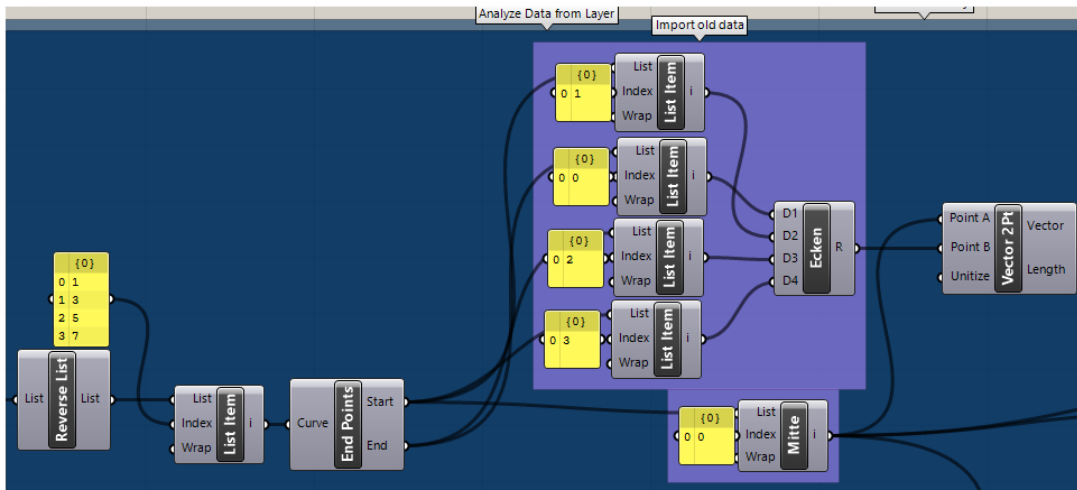 Analyze Data from Layer
Import old data
{0}
0 1
List
Index
Wrap
List Item
i
{0}
0 0
List
Index
Wrap
List Item
i
{0}
0 2
List
Index
Wrap
List Item
i
{0}
0 3
List
Index
Wrap
List Item
i
D1
D2
D3
D4
Ecken
R
Point A
Point B
Unitize
Vector 2Pt
Vector
Length
{0}
0 1
1 3
2 5
3 7
List
Reverse List
List
List
Index
Wrap
List Item
i
Curve
End Points
Start
End
{0}
0 0
List
Index
Wrap
Mitte
i